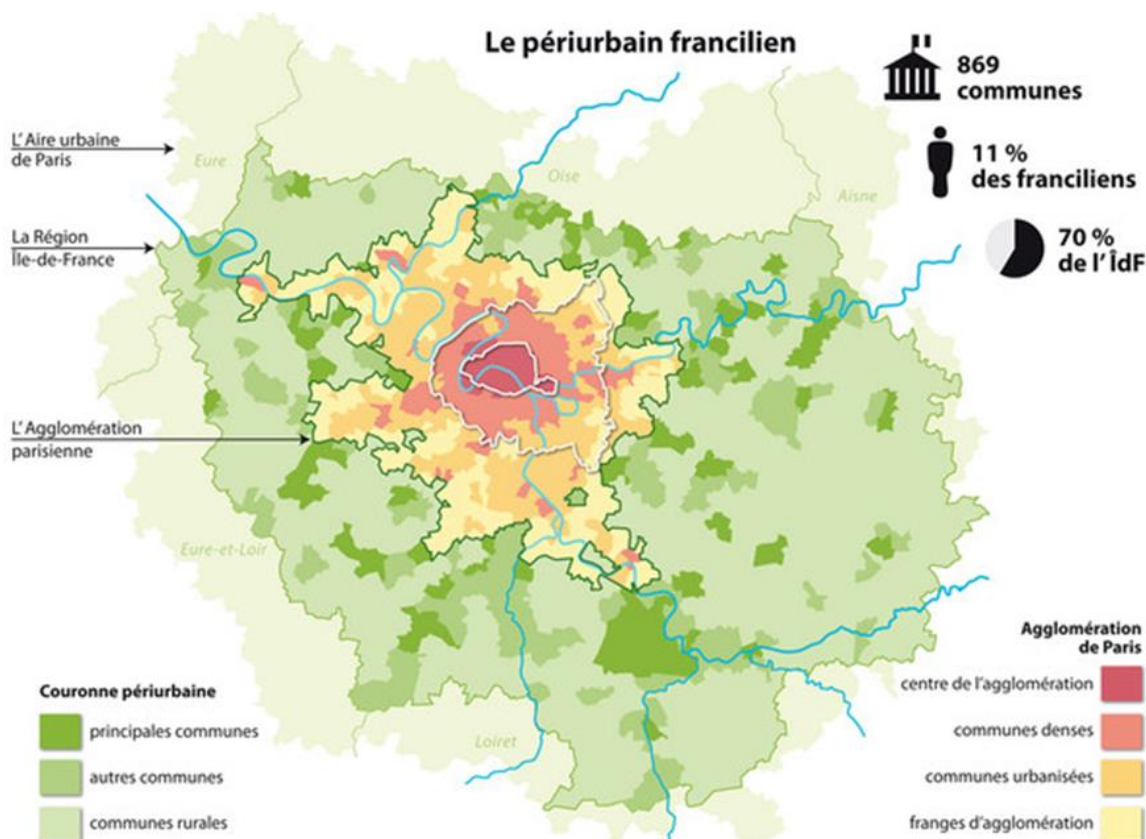 Le périurbain francilien
869
communes
11 %
des franciliens
70 %
de l'ÎdF
L'Aire urbaine
de Paris
La Région
Île-de-France
L'Agglomération
parisienne
Eure
Oise
Aisne
Eure-et-Loir
Loiret
Couronne périurbaine
principales communes
autres communes
communes rurales
Agglomération
de Paris
centre de l'agglomération
communes denses
communes urbanisées
franges d'agglomération